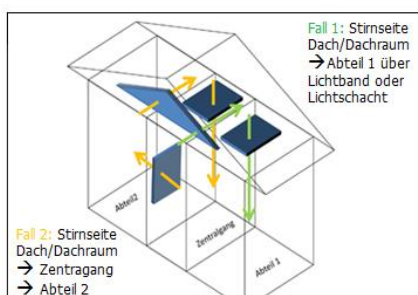 Fall 1: Stirnseite
Dach/Dachraum
→ Abteil 1 über
Lichtband oder
Lichtschacht
Abteil2
Zentralgang
Abteil 1
Fall 2: Stirnseite
Dach/Dachraum
→ Zentragang
→ Abteil 2